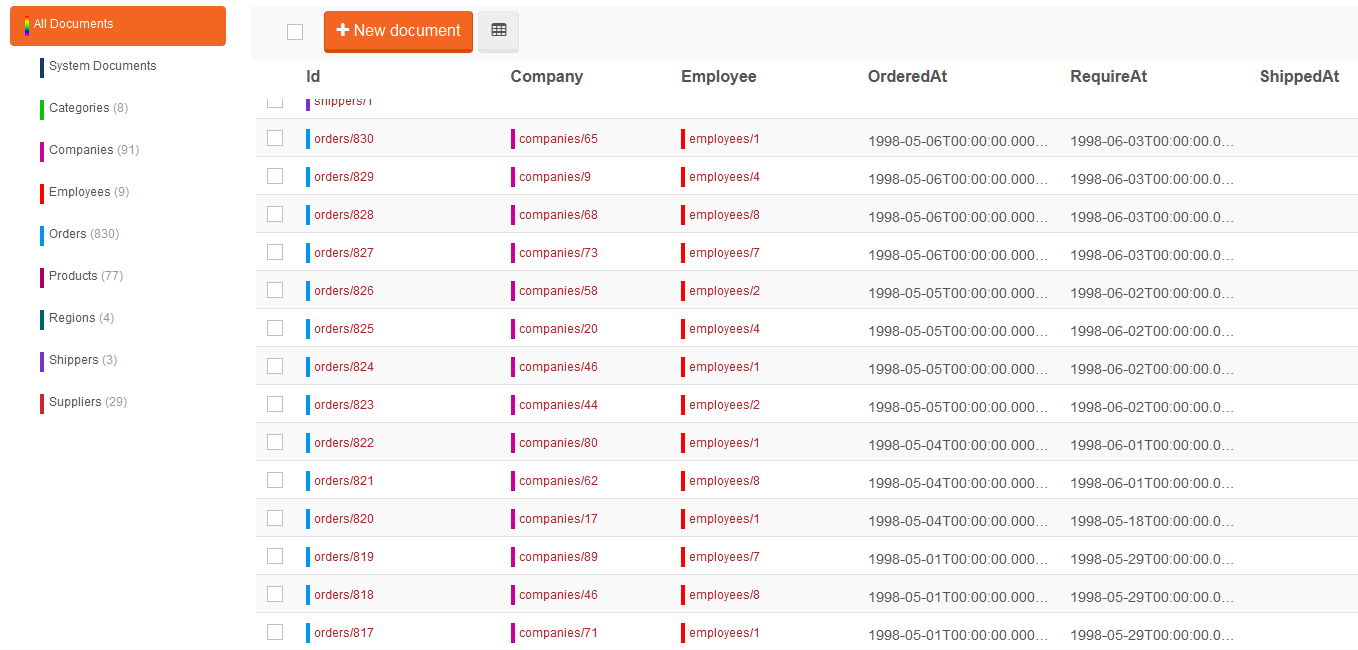 All Documents
System Documents
Categories (8)
Companies (91)
Employees (9)
Orders (830)
Products (77)
Regions (4)
Shippers (3)
Suppliers (29)
New document
Id Company Employee OrderedAt RequireAt ShippedAt
shippers/1
orders/830 companies/65 employees/1 1998-05-06T00:00:00.000... 1998-06-03T00:00:00.0...
orders/829 companies/9 employees/4 1998-05-06T00:00:00.000... 1998-06-03T00:00:00.0...
orders/828 companies/68 employees/8 1998-05-06T00:00:00.000... 1998-06-03T00:00:00.0...
orders/827 companies/73 employees/7 1998-05-06T00:00:00.000... 1998-06-03T00:00:00.0...
orders/826 companies/58 employees/2 1998-05-05T00:00:00.000... 1998-06-02T00:00:00.0...
orders/825 companies/20 employees/4 1998-05-05T00:00:00.000... 1998-06-02T00:00:00.0...
orders/824 companies/46 employees/1 1998-05-05T00:00:00.000... 1998-06-02T00:00:00.0...
orders/823 companies/44 employees/2 1998-05-05T00:00:00.000... 1998-06-02T00:00:00.0...
orders/822 companies/80 employees/1 1998-05-04T00:00:00.000... 1998-06-01T00:00:00.0...
orders/821 companies/62 employees/8 1998-05-04T00:00:00.000... 1998-06-01T00:00:00.0...
orders/820 companies/17 employees/1 1998-05-04T00:00:00.000... 1998-05-18T00:00:00.0...
orders/819 companies/89 employees/7 1998-05-01T00:00:00.000... 1998-05-29T00:00:00.0...
orders/818 companies/46 employees/8 1998-05-01T00:00:00.000... 1998-05-29T00:00:00.0...
orders/817 companies/71 employees/1 1998-05-01T00:00:00.000... 1998-05-29T00:00:00.0...